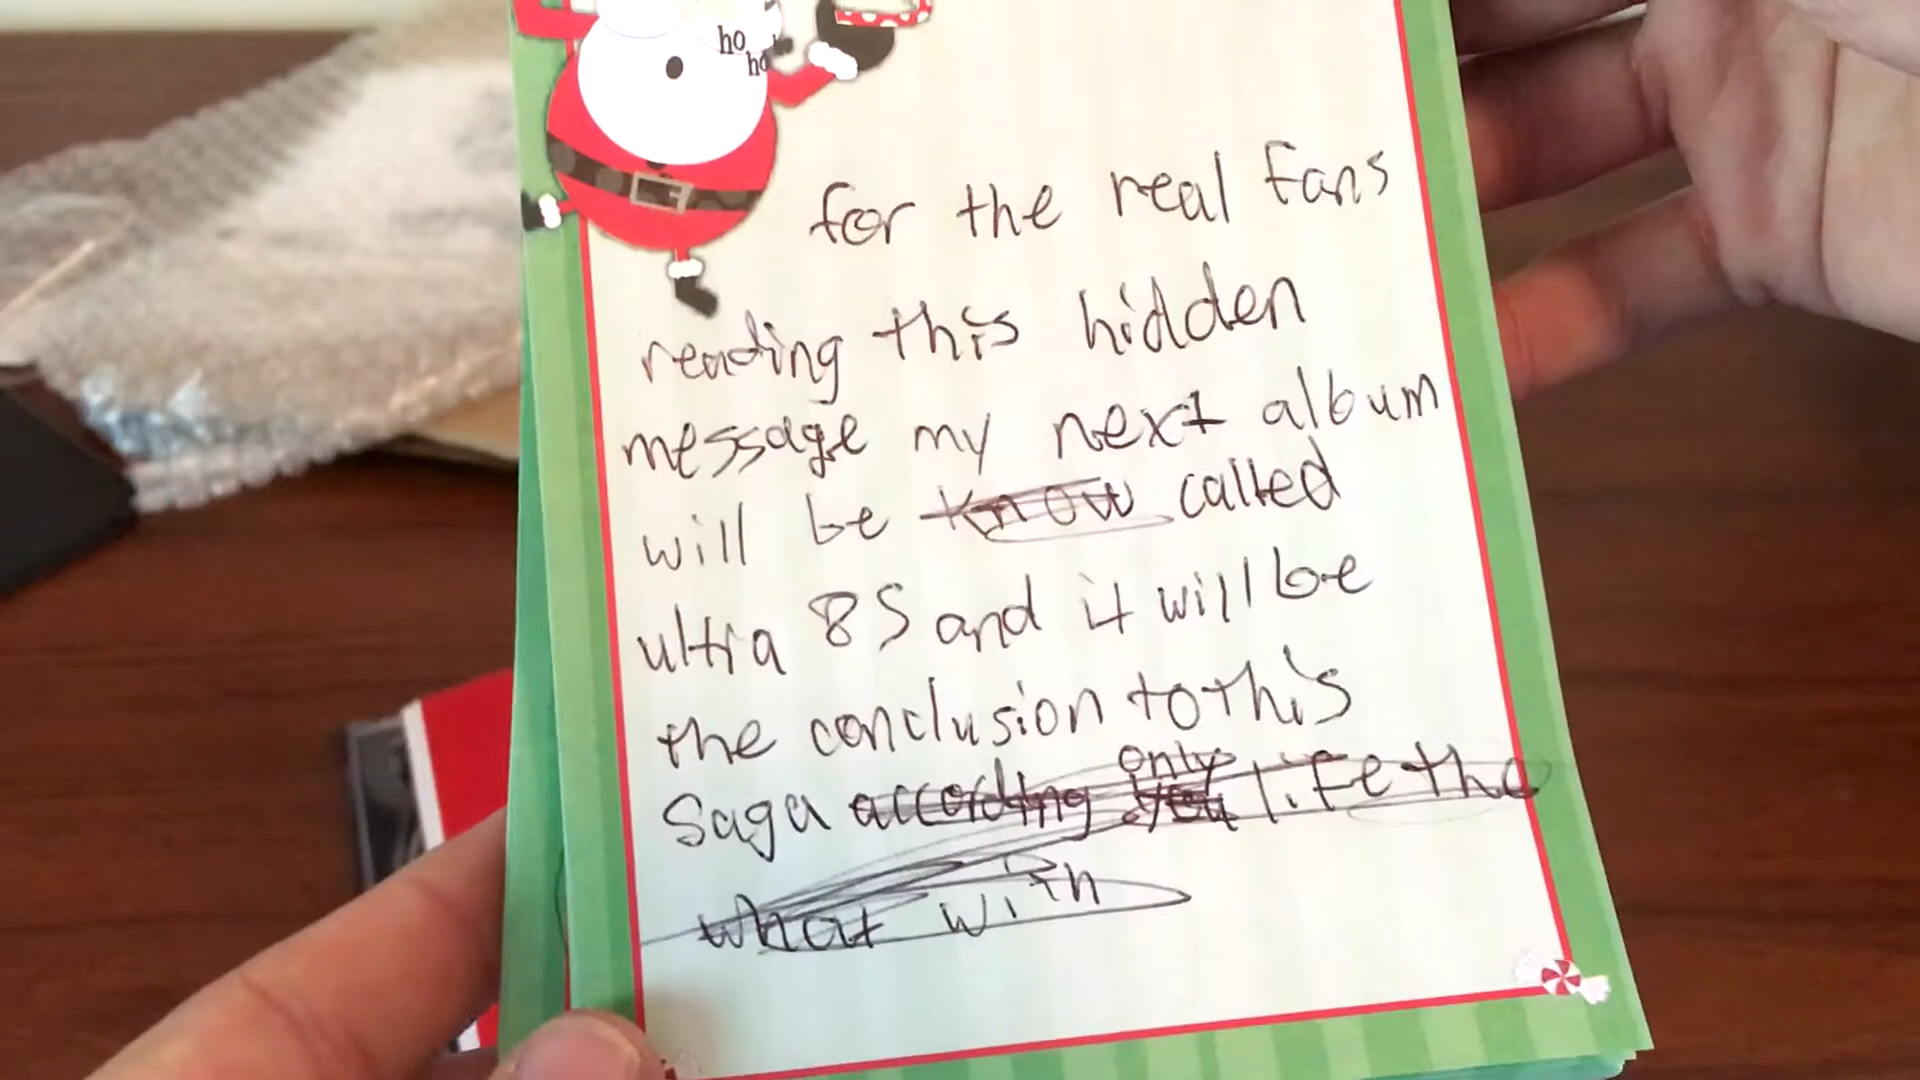 ho
ho
for the real fans
reading this hidden
message my next album
will be know called
ultra 85 and it will be
the conclusion to this
Saga according you only life the
what with